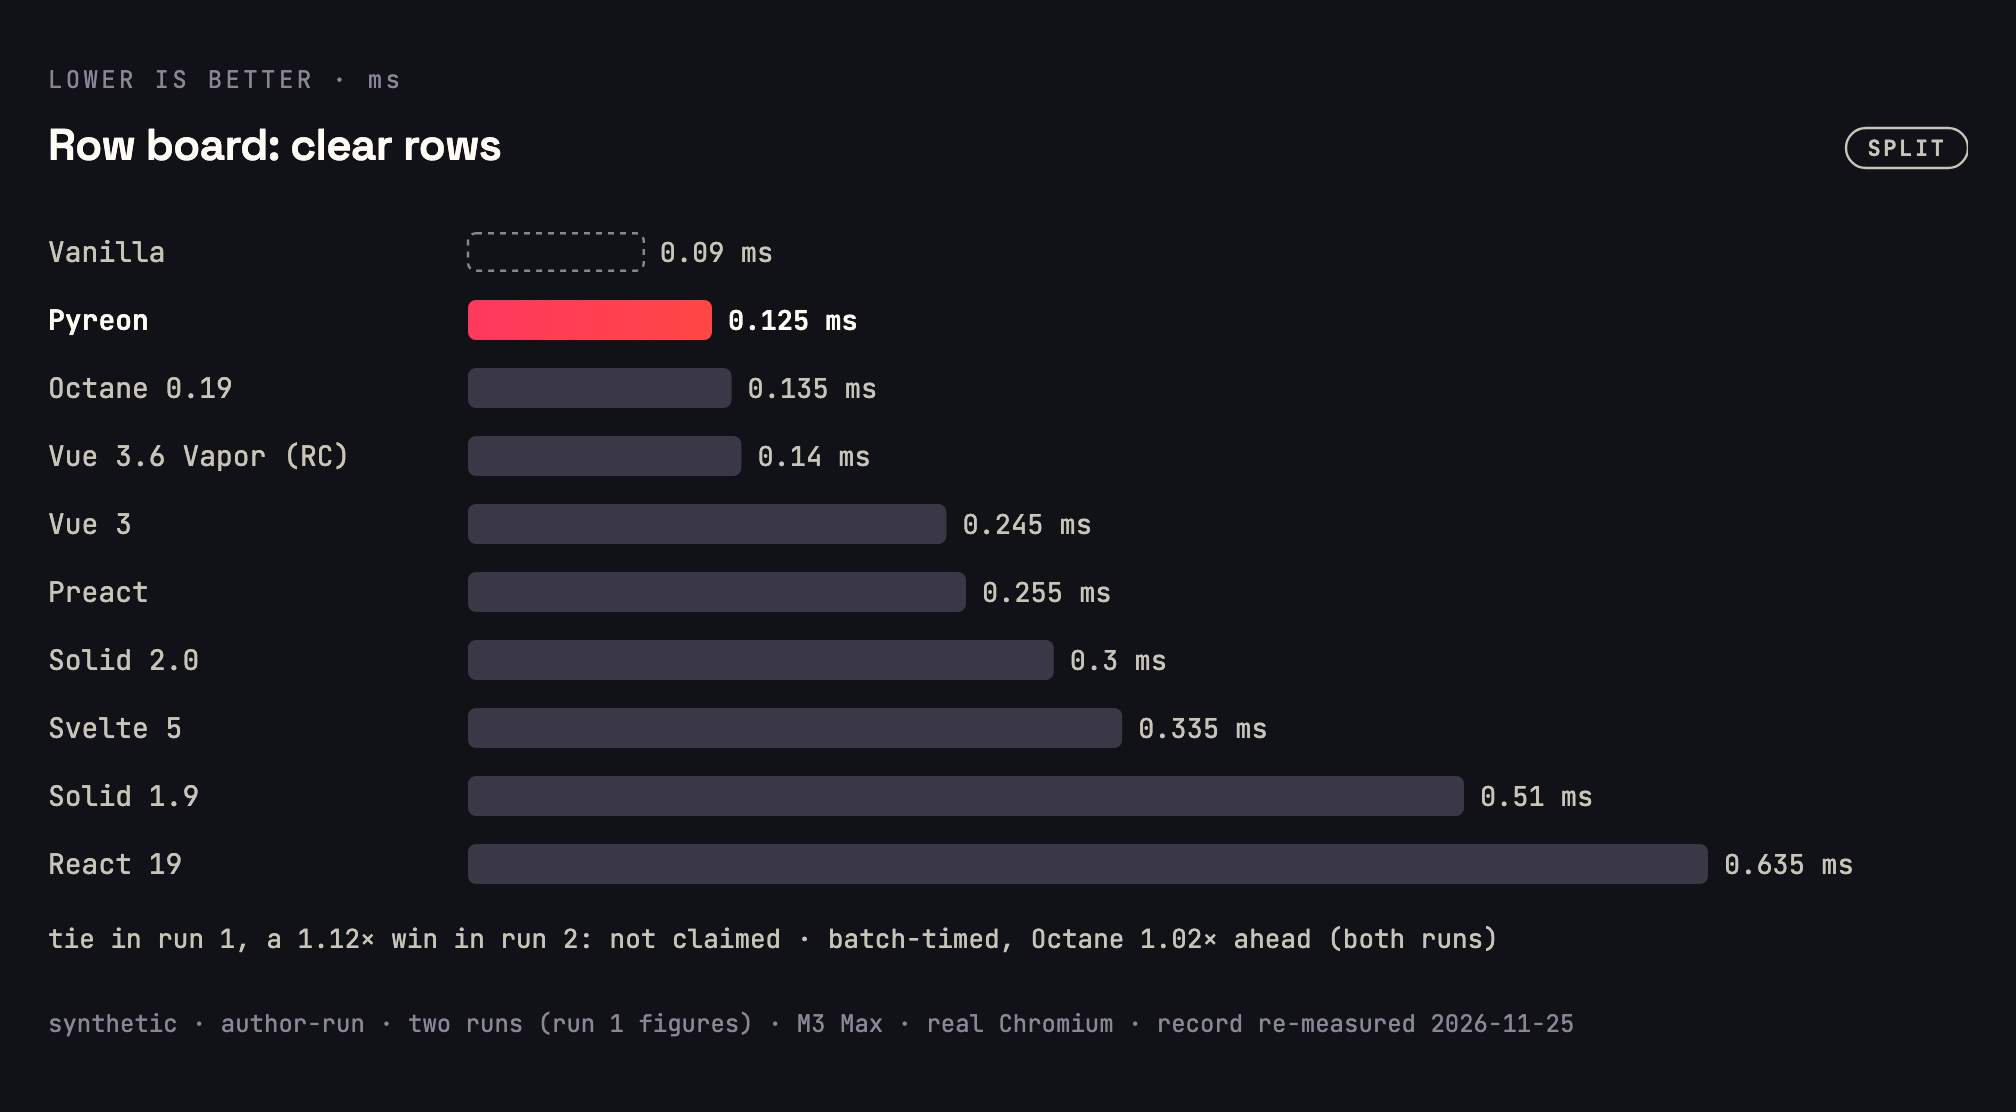 LOWER IS BETTER · ms
Row board: clear rows
SPLIT
Vanilla 0.09 ms
Pyreon 0.125 ms
Octane 0.19 0.135 ms
Vue 3.6 Vapor (RC) 0.14 ms
Vue 3 0.245 ms
Preact 0.255 ms
Solid 2.0 0.3 ms
Svelte 5 0.335 ms
Solid 1.9 0.51 ms
React 19 0.635 ms
tie in run 1, a 1.12× win in run 2: not claimed · batch-timed, Octane 1.02× ahead (both runs)
synthetic · author-run · two runs (run 1 figures) · M3 Max · real Chromium · record re-measured 2026-11-25